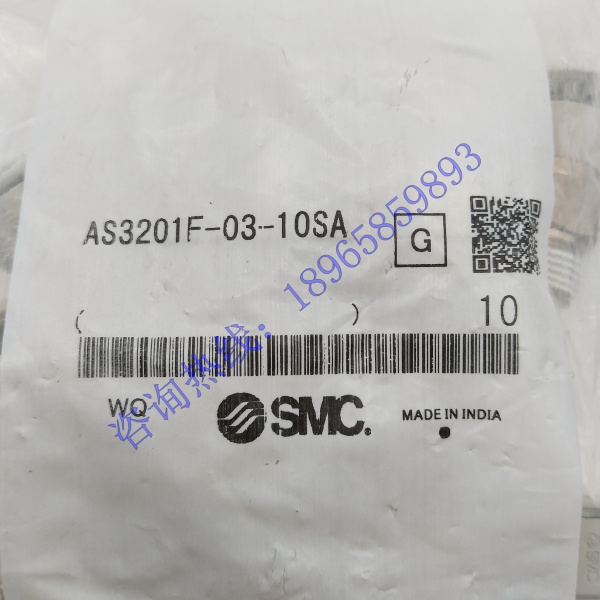 AS3201F-03-10SA
G
( ) 10
WQ
SMC.
MADE IN INDIA
咨询热线：18965859893